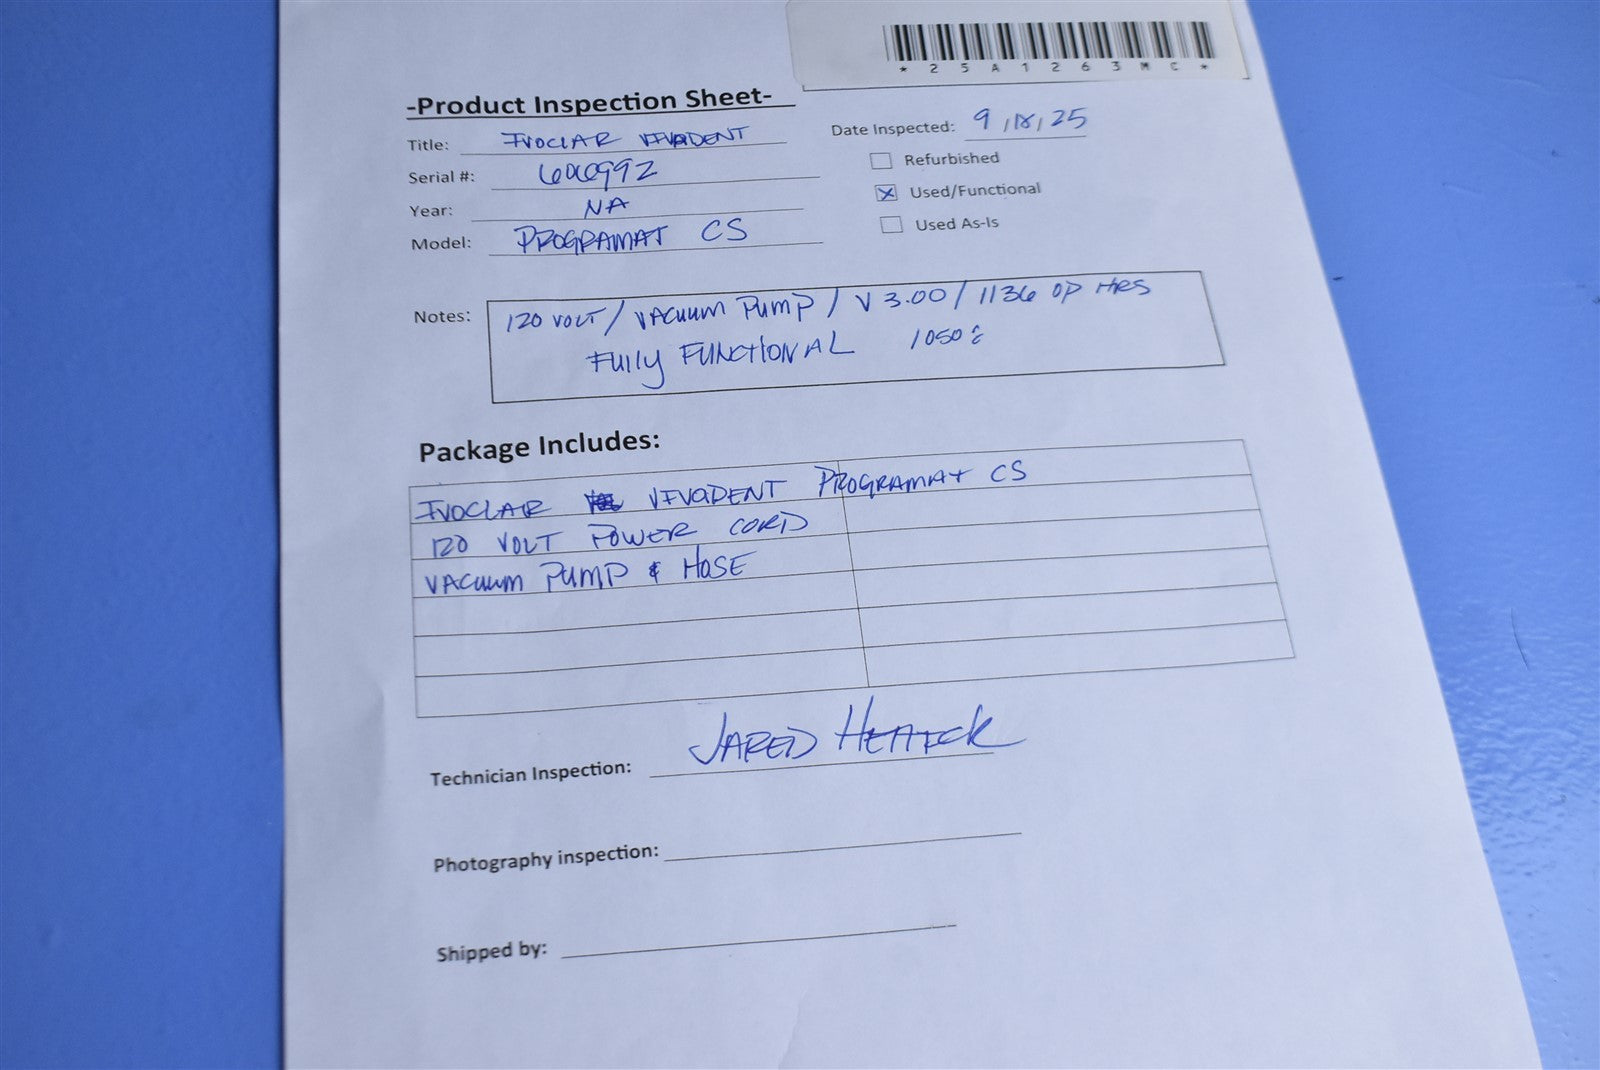 *25A1263MC*
-Product Inspection Sheet-
Title: IVOCLAR VIVADENT
Date Inspected: 9/18/25
Serial #: 606992
Refurbished
Used/Functional
Year: NA
Used As-Is
Model: PROGRAMAT CS
Notes: 120 VOLT / VACUUM PUMP / V 3.00 / 1136 OP HRS
FULLY FUNCTIONAL 1050°C
Package Includes:
IVOCLAR VIVADENT PROGRAMAT CS
120 VOLT POWER CORD
VACUUM PUMP & HOSE
Technician Inspection: JARED
Photography inspection:
Shipped by: